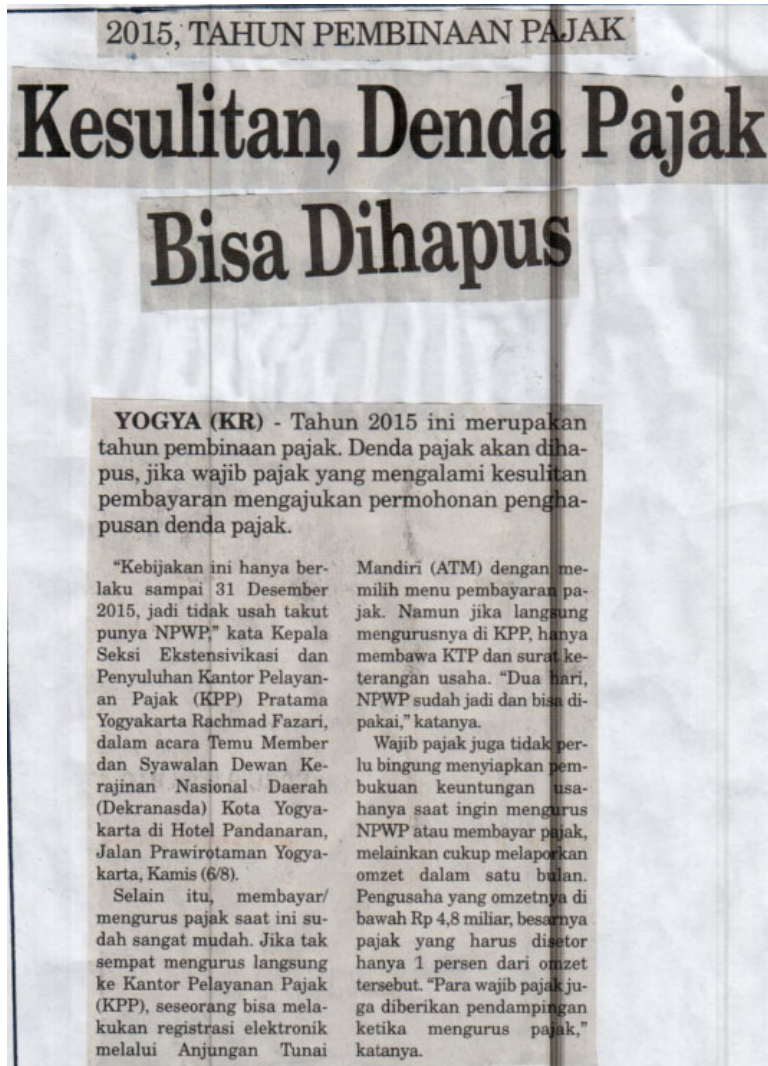 2015, TAHUN PEMBINAAN PAJAK
Kesulitan, Denda Pajak
Bisa Dihapus
YOGYA (KR) - Tahun 2015 ini merupakan
tahun pembinaan pajak. Denda pajak akan diha-
pus, jika wajib pajak yang mengalami kesulitan
pembayaran mengajukan permohonan pengha-
pusan denda pajak.
"Kebijakan ini hanya ber-
laku sampai 31 Desember
2015, jadi tidak usah takut
punya NPWP," kata Kepala
Seksi Ekstensivikasi dan
Penyuluhan Kantor Pelayan-
an Pajak (KPP) Pratama
Yogyakarta Rachmad Fazari,
dalam acara Temu Member
dan Syawalan Dewan Ke-
rajinan Nasional Daerah
(Dekranasda) Kota Yogya-
karta di Hotel Pandanaran,
Jalan Prawirotaman Yogya-
karta, Kamis (6/8).
Selain itu, membayar/
mengurus pajak saat ini su-
dah sangat mudah. Jika tak
sempat mengurus langsung
ke Kantor Pelayanan Pajak
(KPP), seseorang bisa mela-
kukan registrasi elektronik
melalui Anjungan Tunai
Mandiri (ATM) dengan me-
milih menu pembayaran pa-
jak. Namun jika langsung
mengurusnya di KPP, hanya
membawa KTP dan surat ke-
terangan usaha. "Dua hari,
NPWP sudah jadi dan bisa di-
pakai," katanya.
Wajib pajak juga tidak per-
lu bingung menyiapkan pem-
bukuan keuntungan usa-
hanya saat ingin mengurus
NPWP atau membayar pajak,
melainkan cukup melaporkan
omzet dalam satu bulan.
Pengusaha yang omzetnya di
bawah Rp 4,8 miliar, besarnya
pajak yang harus disetor
hanya 1 persen dari omzet
tersebut. "Para wajib pajak ju-
ga diberikan pendampingan
ketika mengurus pajak,"
katanya.